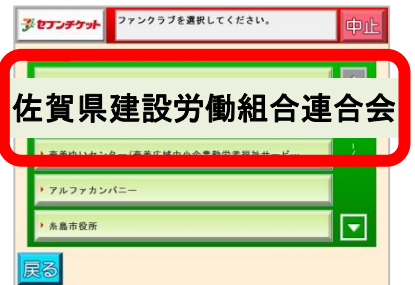 セブンチケット
ファンクラブを選択してください。
中止
佐賀県建設労働組合連合会
アルファカンパニー
糸島市役所
戻る